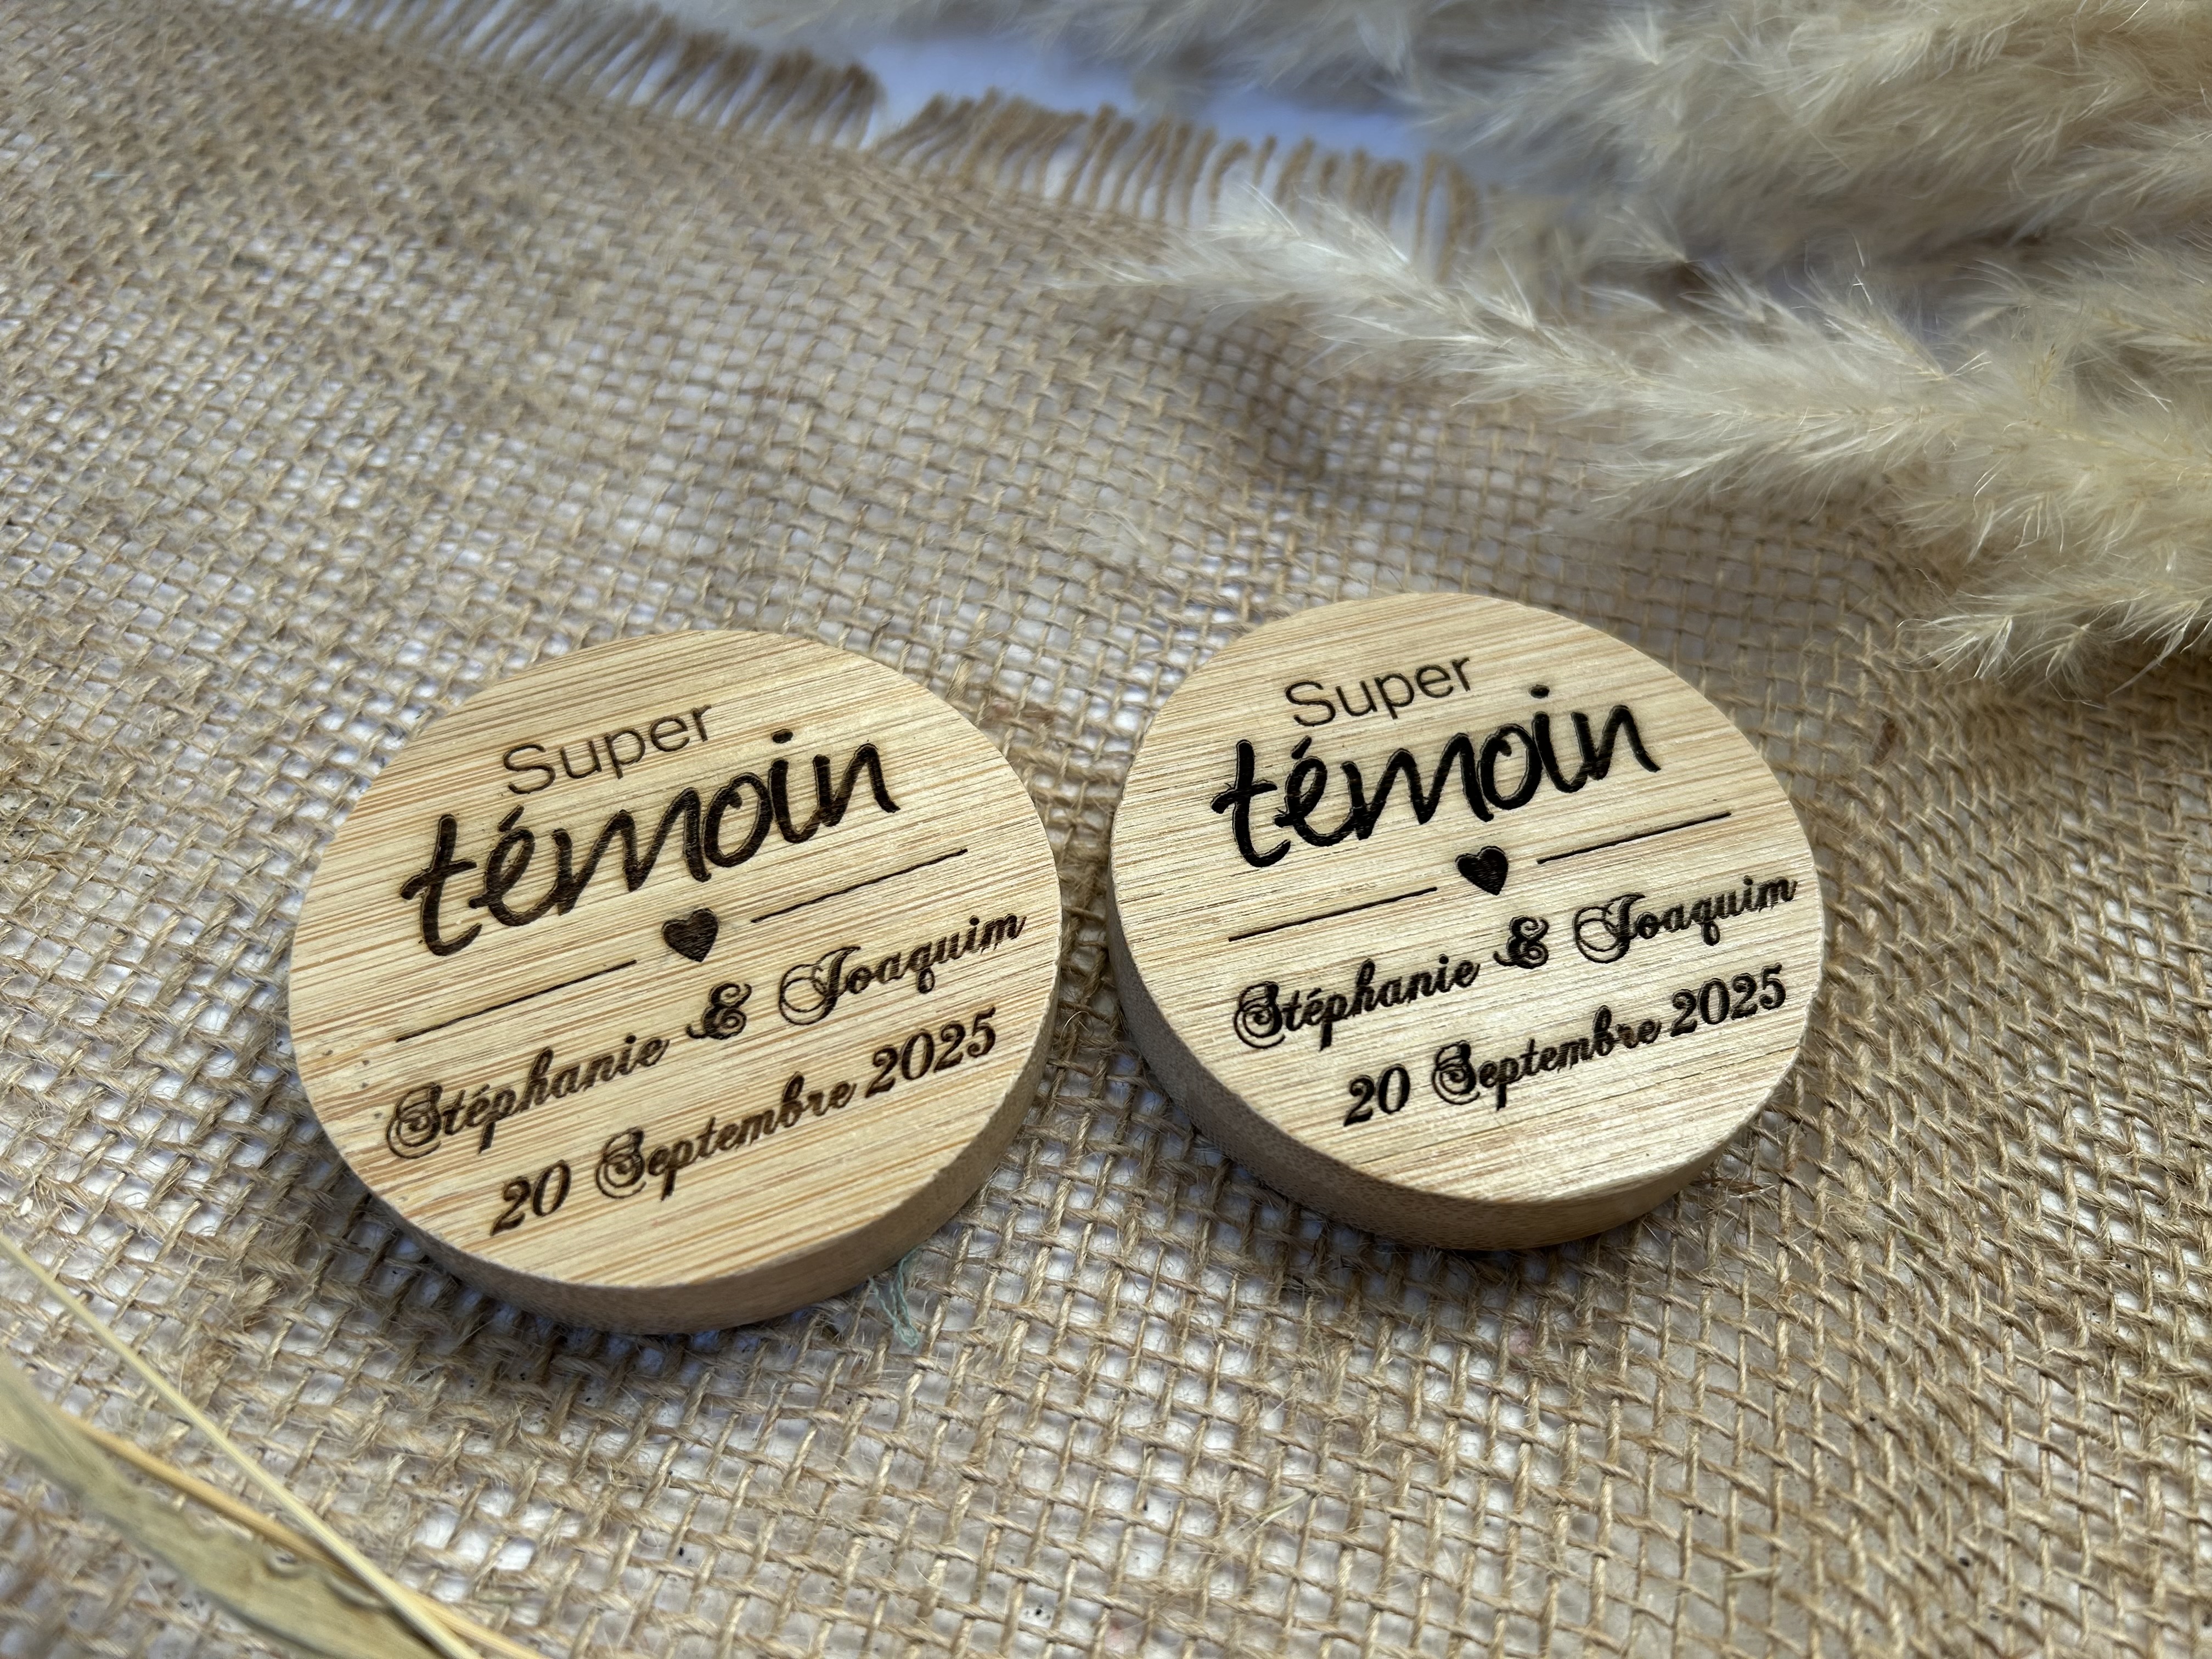 Super
témoin
Stéphanie & Joaquim
20 Septembre 2025
Super
témoin
Stéphanie & Joaquim
20 Septembre 2025